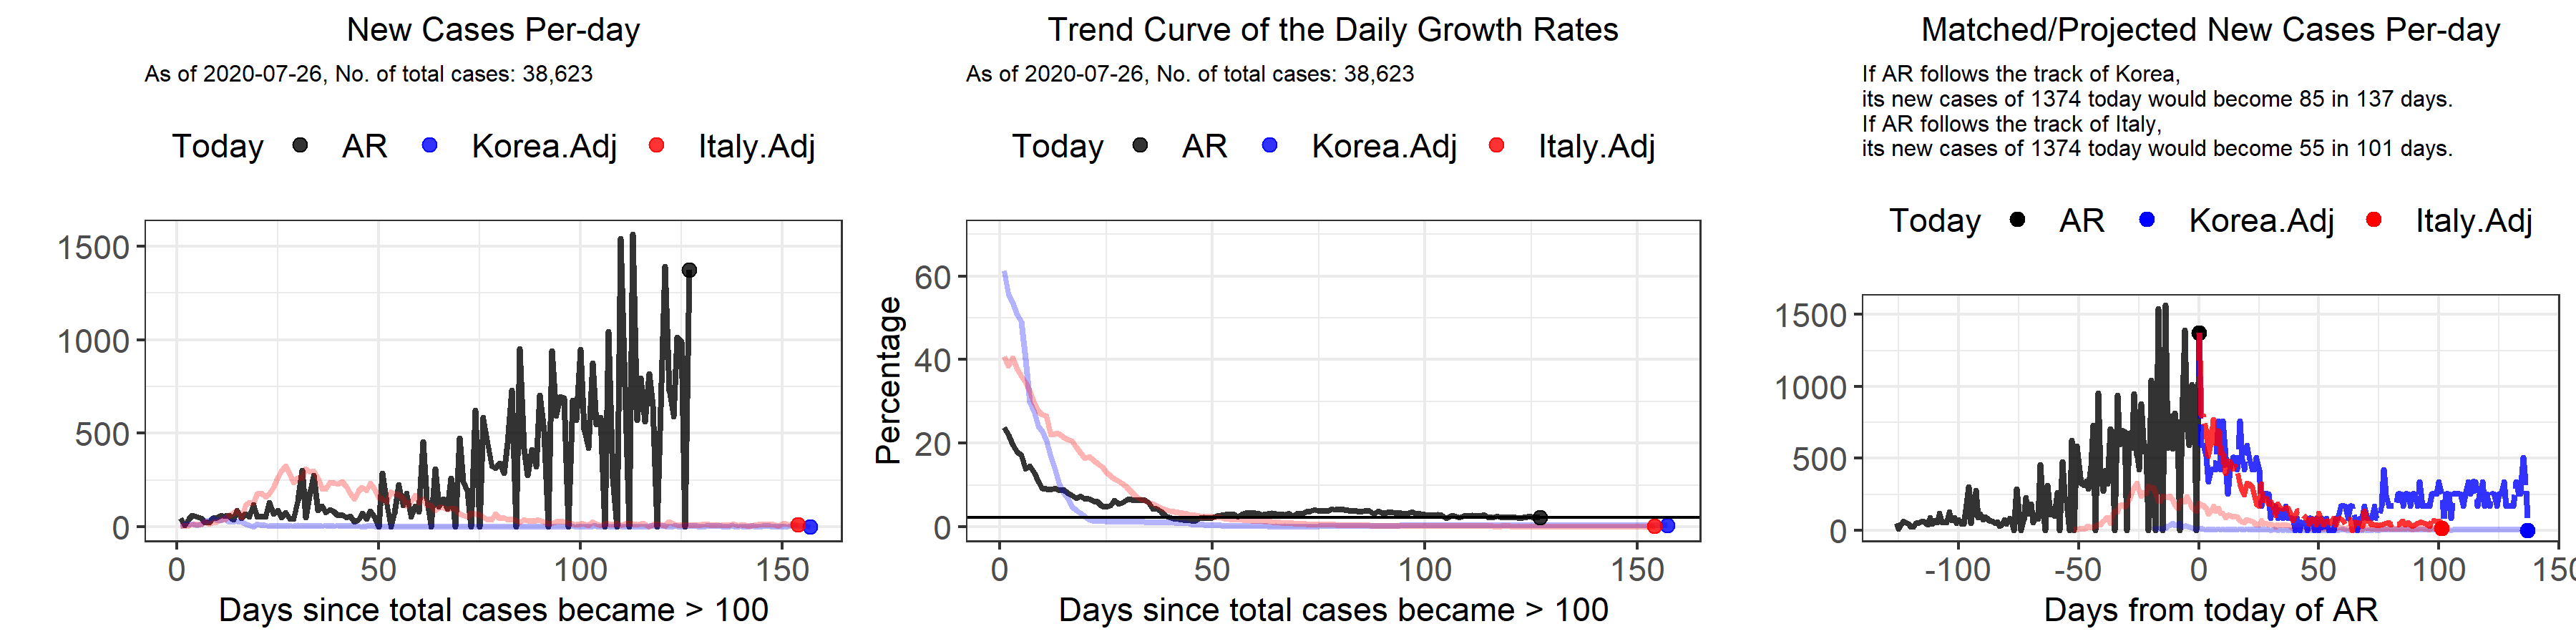 New Cases Per-day
As of 2020-07-26, No. of total cases: 38,623
Today AR Korea.Adj Italy.Adj
1500
1000
500
0
0 50 100 150
Days since total cases became > 100
Trend Curve of the Daily Growth Rates
As of 2020-07-26, No. of total cases: 38,623
Today AR Korea.Adj Italy.Adj
Percentage
60
40
20
0
0 50 100 150
Days since total cases became > 100
Matched/Projected New Cases Per-day
If AR follows the track of Korea,
its new cases of 1374 today would become 85 in 137 days.
If AR follows the track of Italy,
its new cases of 1374 today would become 55 in 101 days.
Today AR Korea.Adj Italy.Adj
1500
1000
500
0
-100 -50 0 50 100 150
Days from today of AR